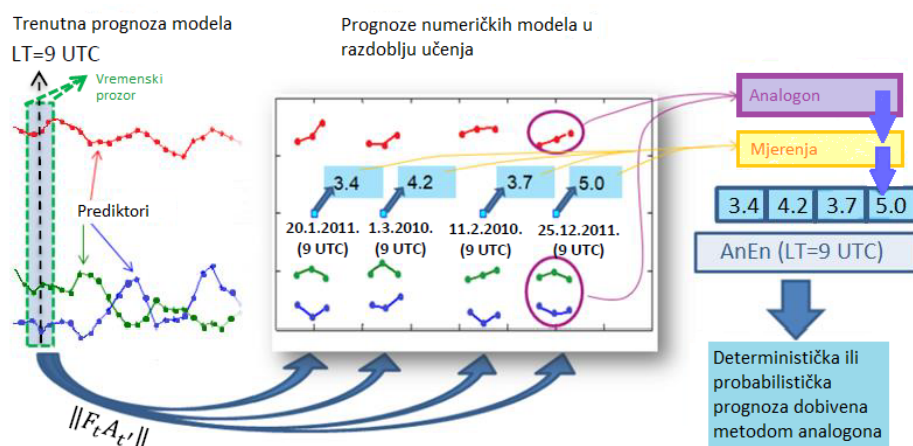 Trenutna prognoza modela
LT=9 UTC
Vremenski
prozor
Prediktori
‖FₜAₜ′‖
Prognoze numeričkih modela u
razdoblju učenja
3.4
4.2
3.7
5.0
20.1.2011.
(9 UTC)
1.3.2010.
(9 UTC)
11.2.2010.
(9 UTC)
25.12.2011.
(9 UTC)
Analogon
Mjerenja
3.4 4.2 3.7 5.0
AnEn (LT=9 UTC)
Deterministička ili
probabilistička
prognoza dobivena
metodom analogona